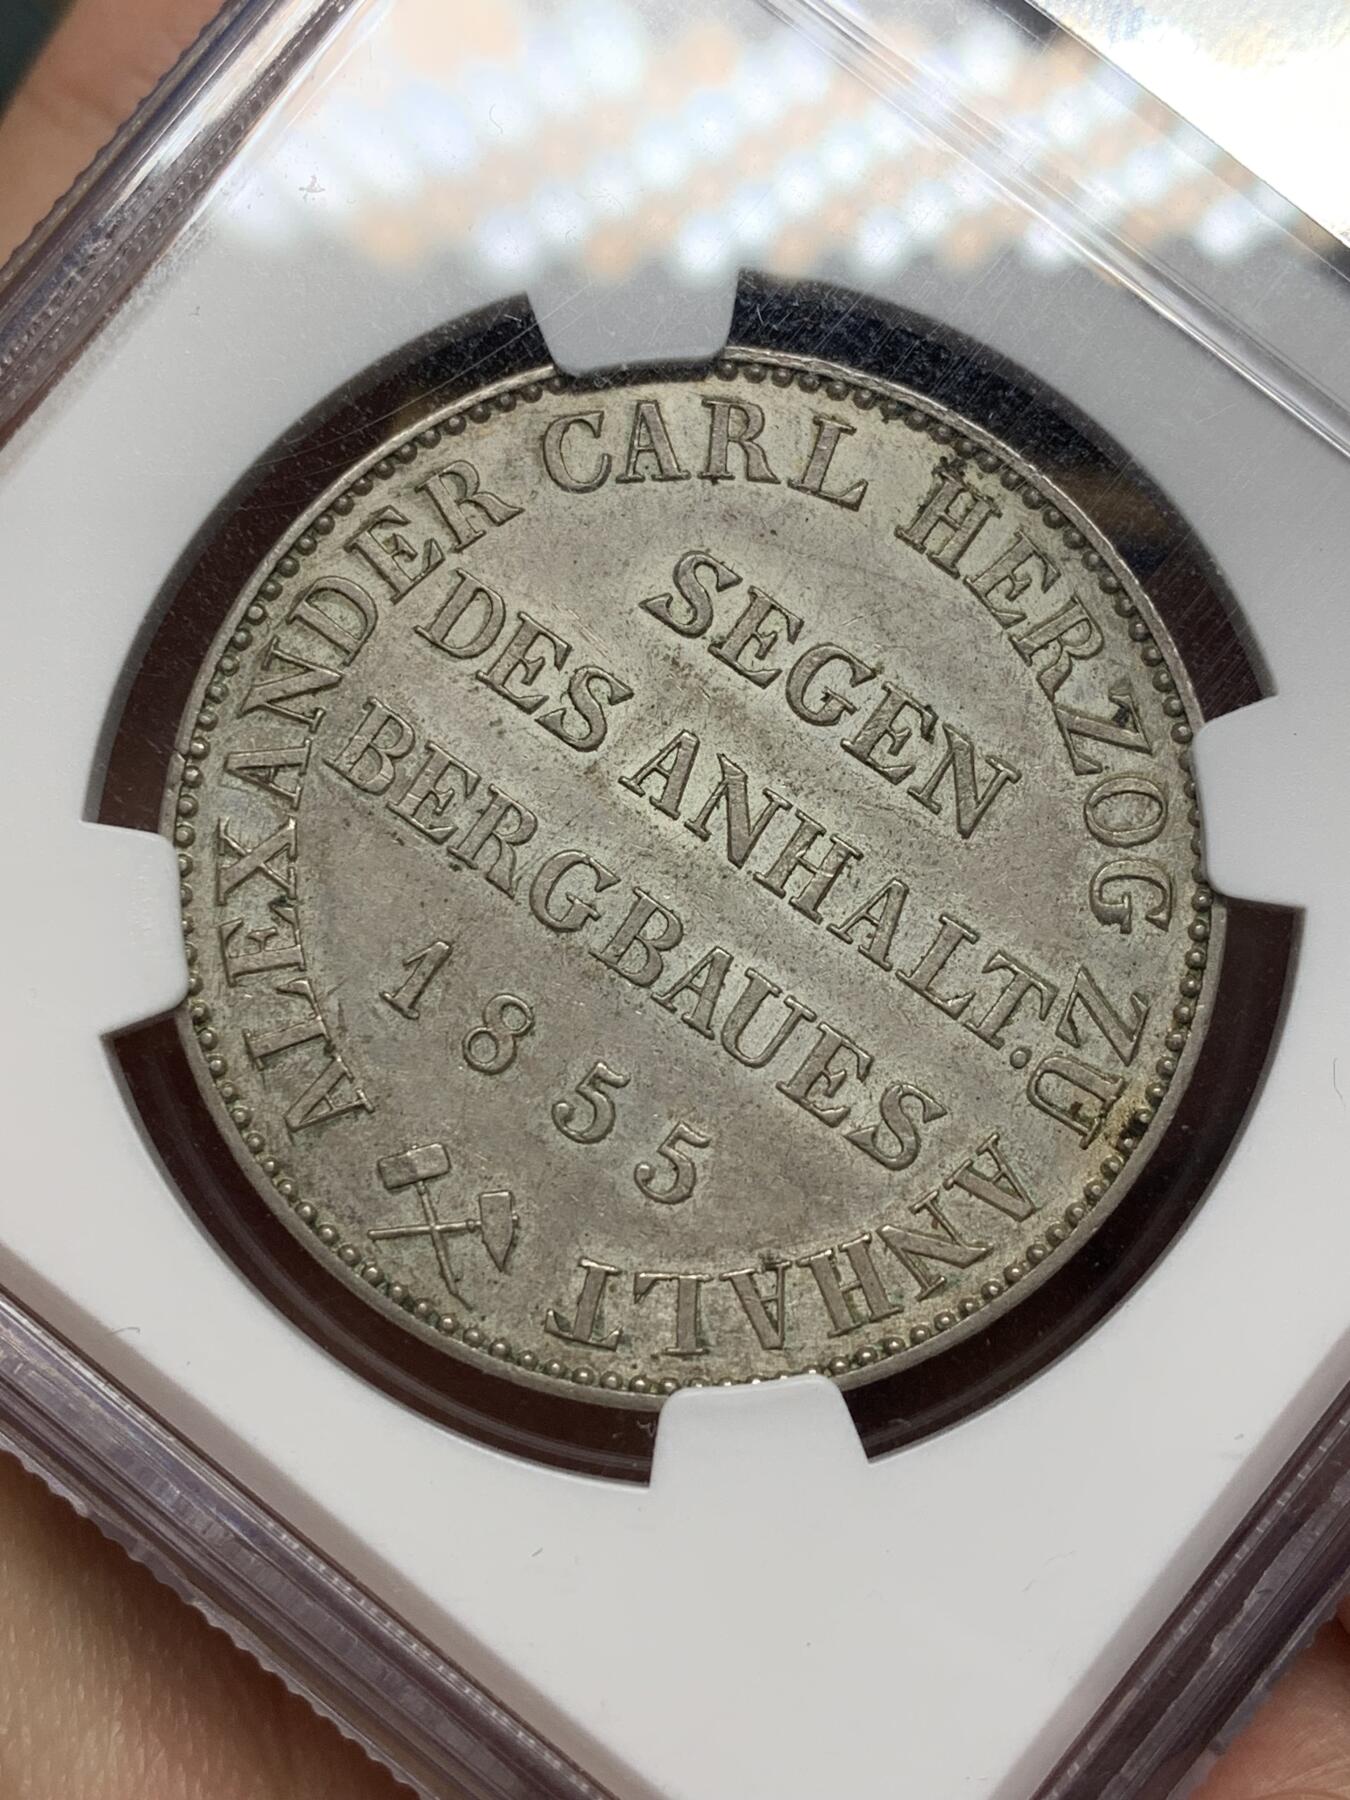 ALEXANDER CARL HERZOG ZU ANHALT
SEGEN
DES ANHALT.
BERGBAUES
1855